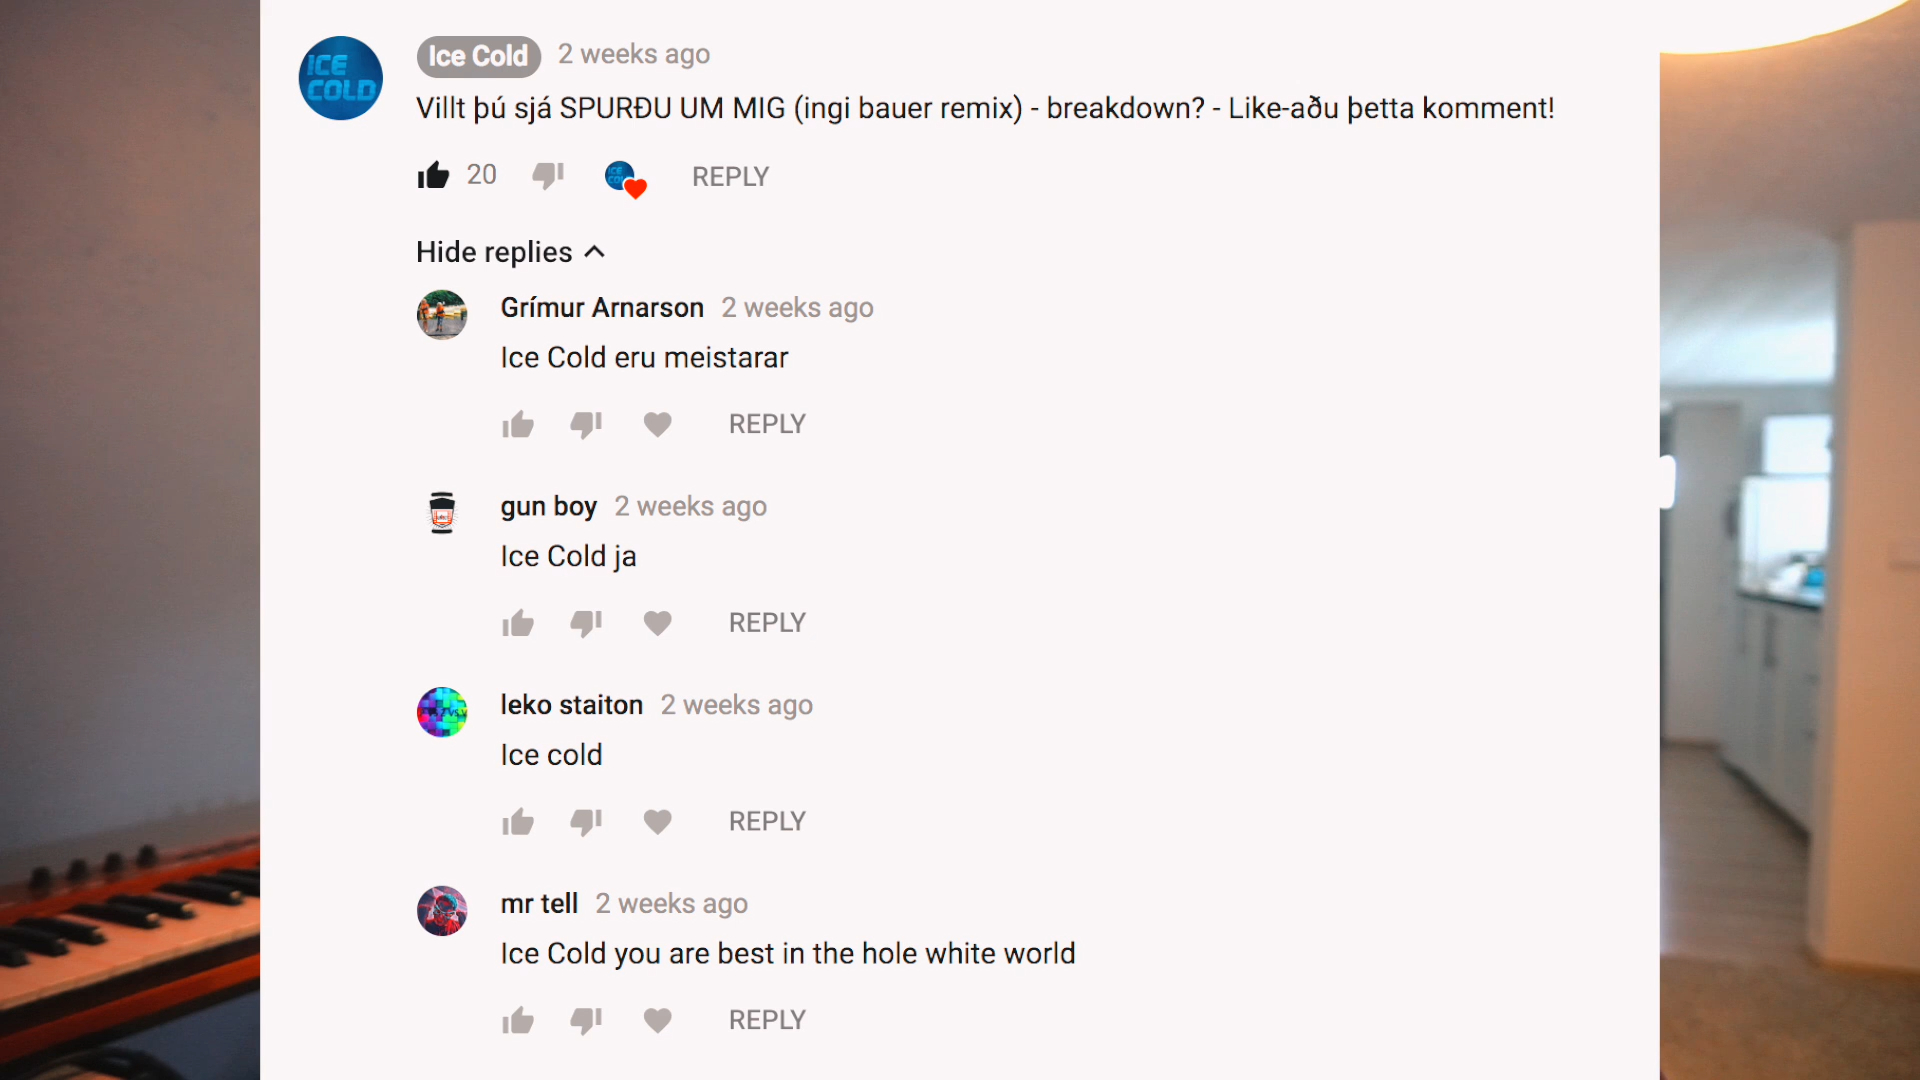 ICE
COLD
Ice Cold 2 weeks ago
Villt þú sjá SPURÐU UM MIG (ingi bauer remix) - breakdown? - Like-aðu þetta komment!
20 REPLY
Hide replies
Grímur Arnarson 2 weeks ago
Ice Cold eru meistarar
REPLY
gun boy 2 weeks ago
Ice Cold ja
REPLY
leko staiton 2 weeks ago
Ice cold
REPLY
mr tell 2 weeks ago
Ice Cold you are best in the hole white world
REPLY